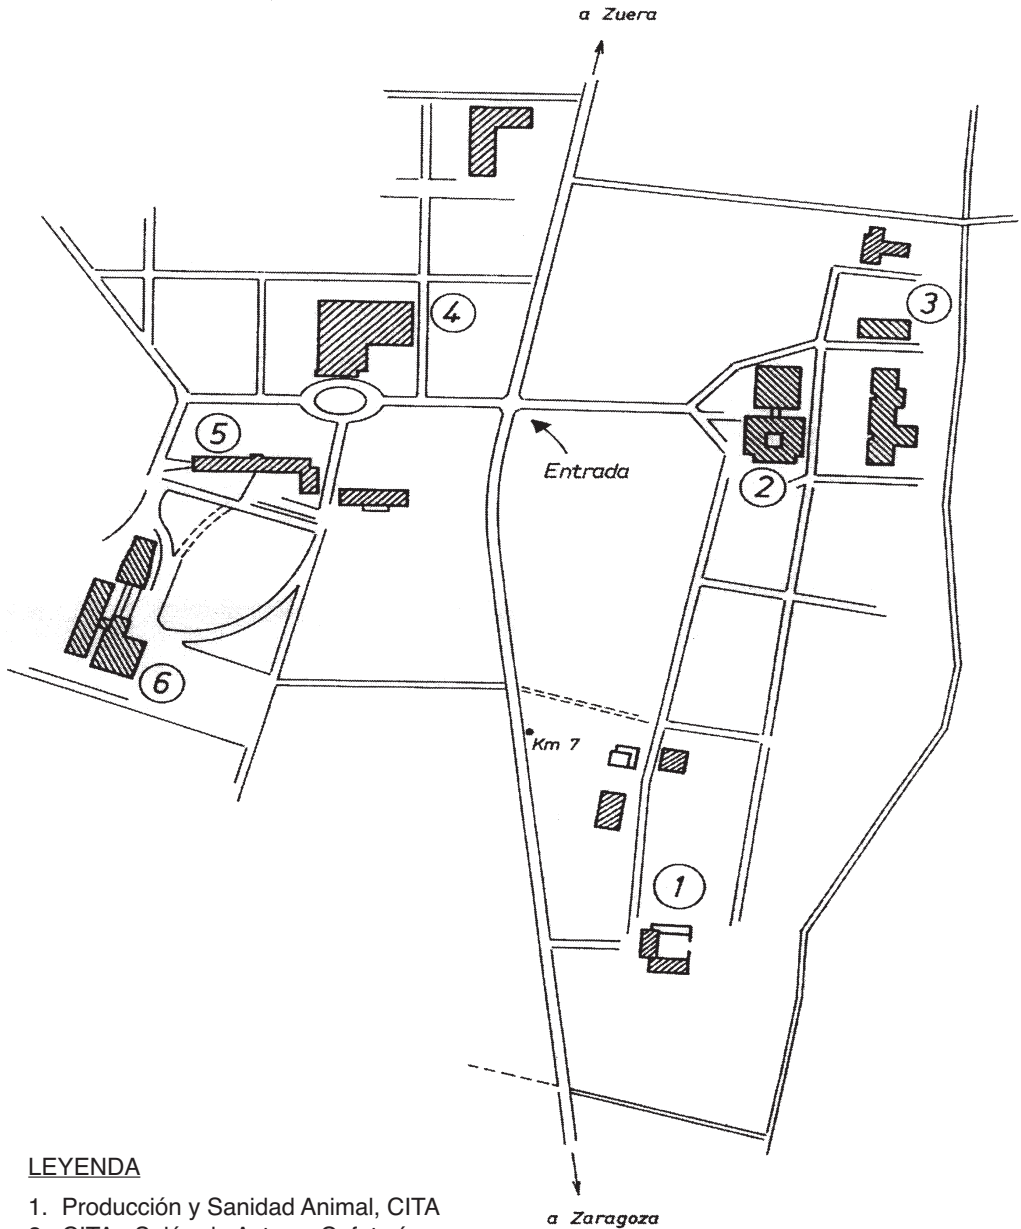 a Zuera
4
3
5
Entrada
2
6
Km 7
1
LEYENDA
1. Producción y Sanidad Animal, CITA
a Zaragoza